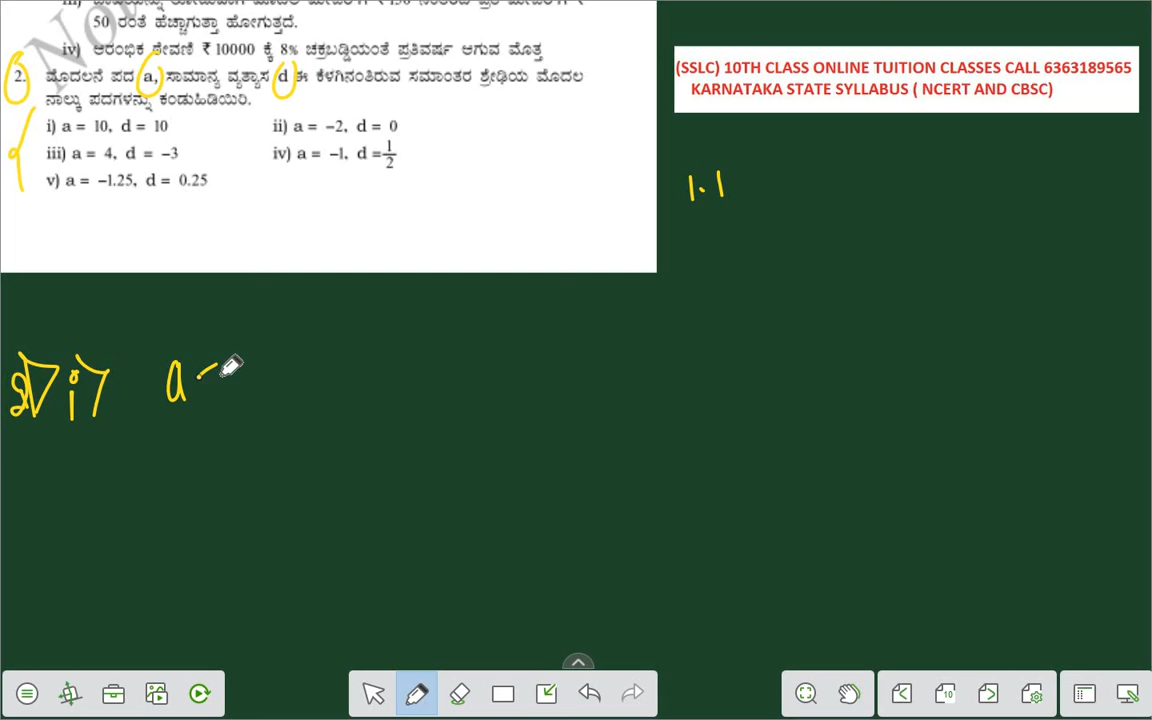 50 ರಂತೆ ಹೆಚ್ಚಾಗುತ್ತಾ ಹೋಗುತ್ತದೆ.
iv) ಆರಂಭಿಕ ಠೇವಣಿ ₹ 10000 ಕ್ಕೆ 8% ಚಕ್ರಬಡ್ಡಿಯಂತೆ ಪ್ರತಿವರ್ಷ ಆಗುವ ಮೊತ್ತ
2. ಮೊದಲನೆ ಪದ a, ಸಾಮಾನ್ಯ ವ್ಯತ್ಯಾಸ d ಈ ಕೆಳಗಿನಂತಿರುವ ಸಮಾಂತರ ಶ್ರೇಢಿಯ ಮೊದಲ
ನಾಲ್ಕು ಪದಗಳನ್ನು ಕಂಡುಹಿಡಿಯಿರಿ.
i) a = 10, d = 10 ii) a = -2, d = 0
iii) a = 4, d = -3 iv) a = -1, d = 1/2
v) a = -1.25, d = 0.25
(SSLC) 10TH CLASS ONLINE TUITION CLASSES CALL 6363189565
KARNATAKA STATE SYLLABUS ( NCERT AND CBSC)
1.1
i) a
10